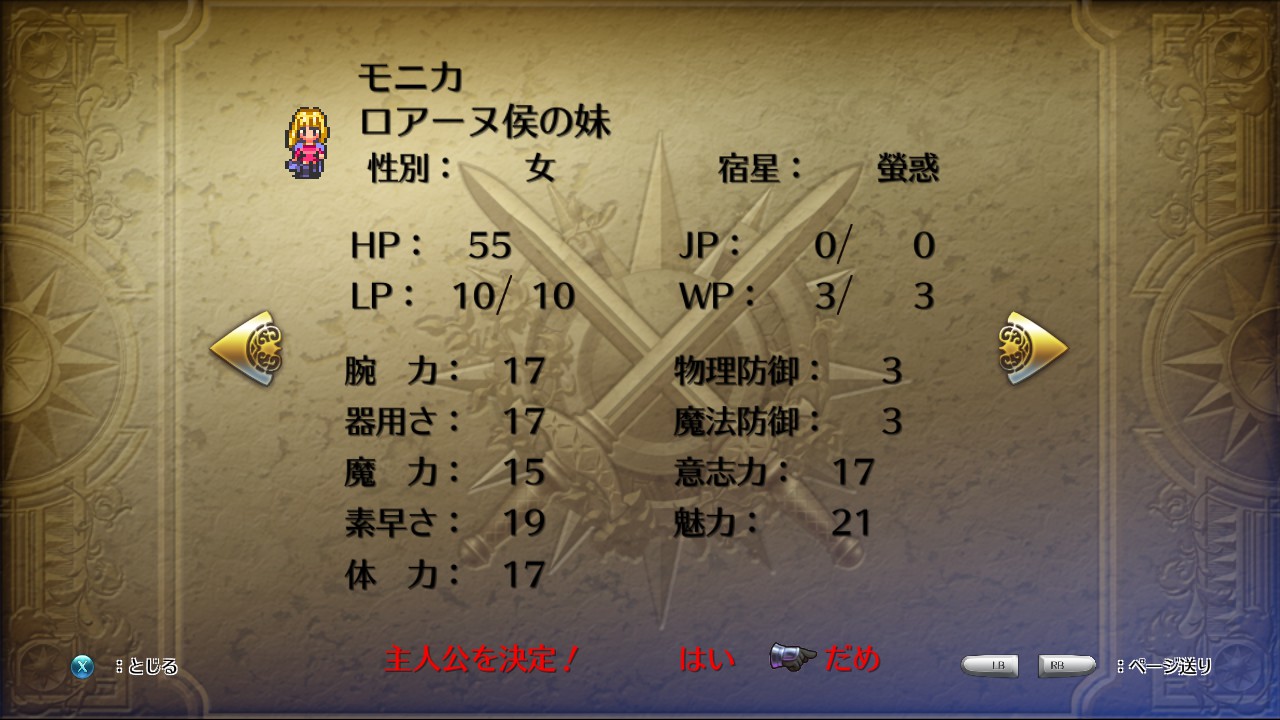 モニカ
ロアーヌ侯の妹
性別： 女 宿星： 螢惑
HP： 55 JP： 0/ 0
LP： 10/ 10 WP： 3/ 3
腕 力： 17 物理防御： 3
器用さ： 17 魔法防御： 3
魔 力： 15 意志力： 17
素早さ： 19 魅力： 21
体 力： 17
主人公を決定！ はい だめ
X ：とじる LB RB ：ページ送り